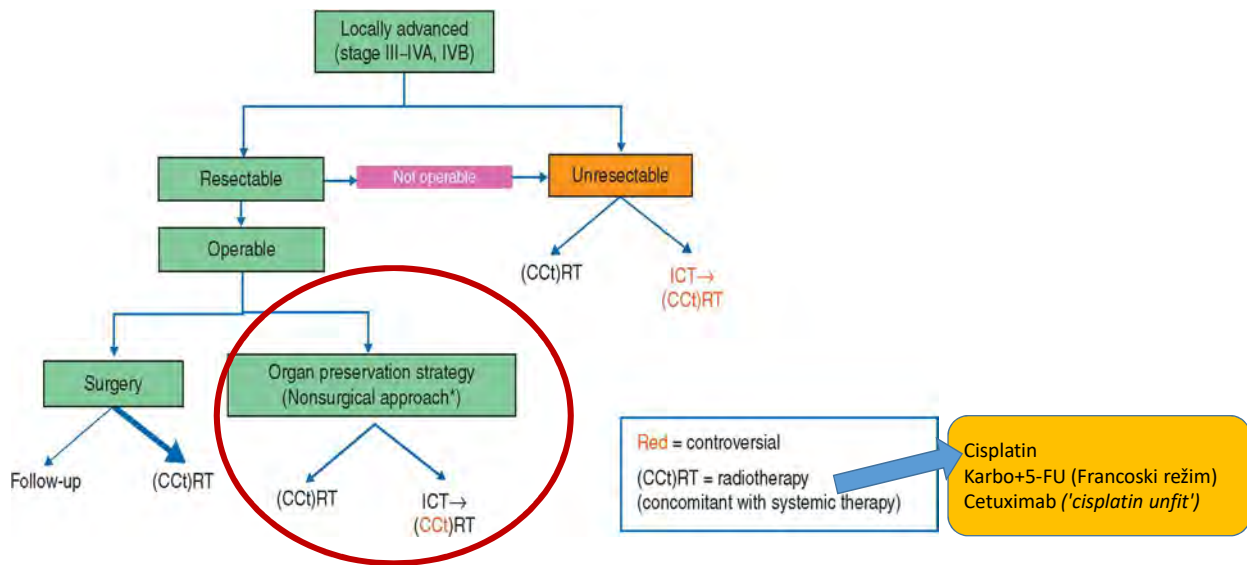 Locally advanced
(stage III–IVA, IVB)
Resectable
Not operable
Unresectable
Operable
(CCt)RT
ICT→
(CCt)RT
Surgery
Organ preservation strategy
(Nonsurgical approach*)
Follow-up
(CCt)RT
(CCt)RT
ICT→
(CCt)RT
Red = controversial
(CCt)RT = radiotherapy
(concomitant with systemic therapy)
Cisplatin
Karbo+5-FU (Francoski režim)
Cetuximab ('cisplatin unfit')